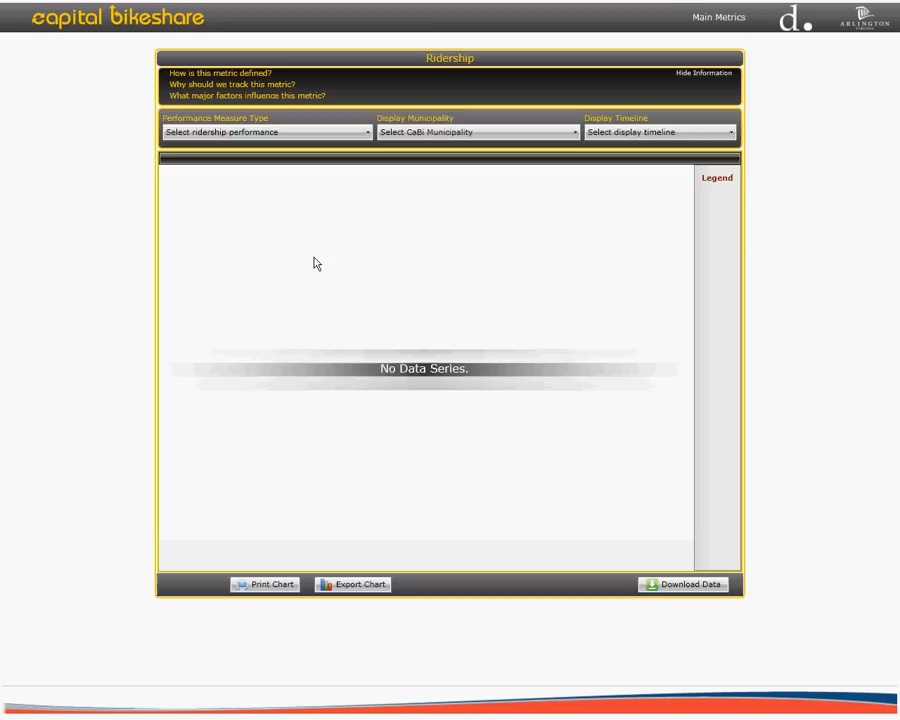 capital bikeshare
Main Metrics
d.
ARLINGTON
Ridership
How is this metric defined?
Hide Information
Why should we track this metric?
What major factors influence this metric?
Performance Measure Type
Display Municipality
Display Timeline
Select ridership performance
Select CaBi Municipality
Select display timeline
Legend
No Data Series.
Print Chart
Export Chart
Download Data